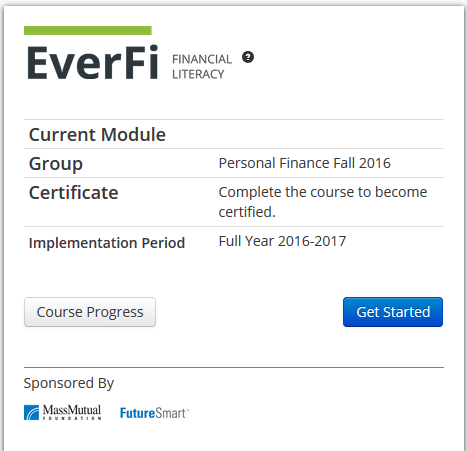 EverFi FINANCIAL LITERACY ?
Current Module
Group Personal Finance Fall 2016
Certificate Complete the course to become
certified.
Implementation Period Full Year 2016-2017
Course Progress Get Started
Sponsored By
MassMutual FutureSmart
FOUNDATION